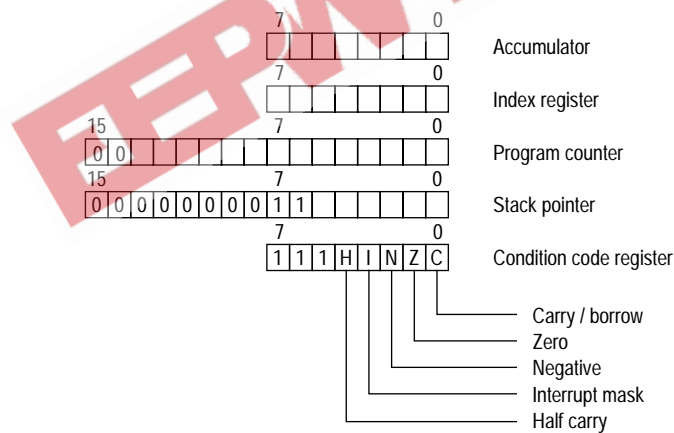 7 0
Accumulator
7 0
Index register
15 7 0
0 0 Program counter
15 7 0
0 0 0 0 0 0 0 0 1 1 Stack pointer
7 0
1 1 1 H I N Z C Condition code register
Carry / borrow
Zero
Negative
Interrupt mask
Half carry